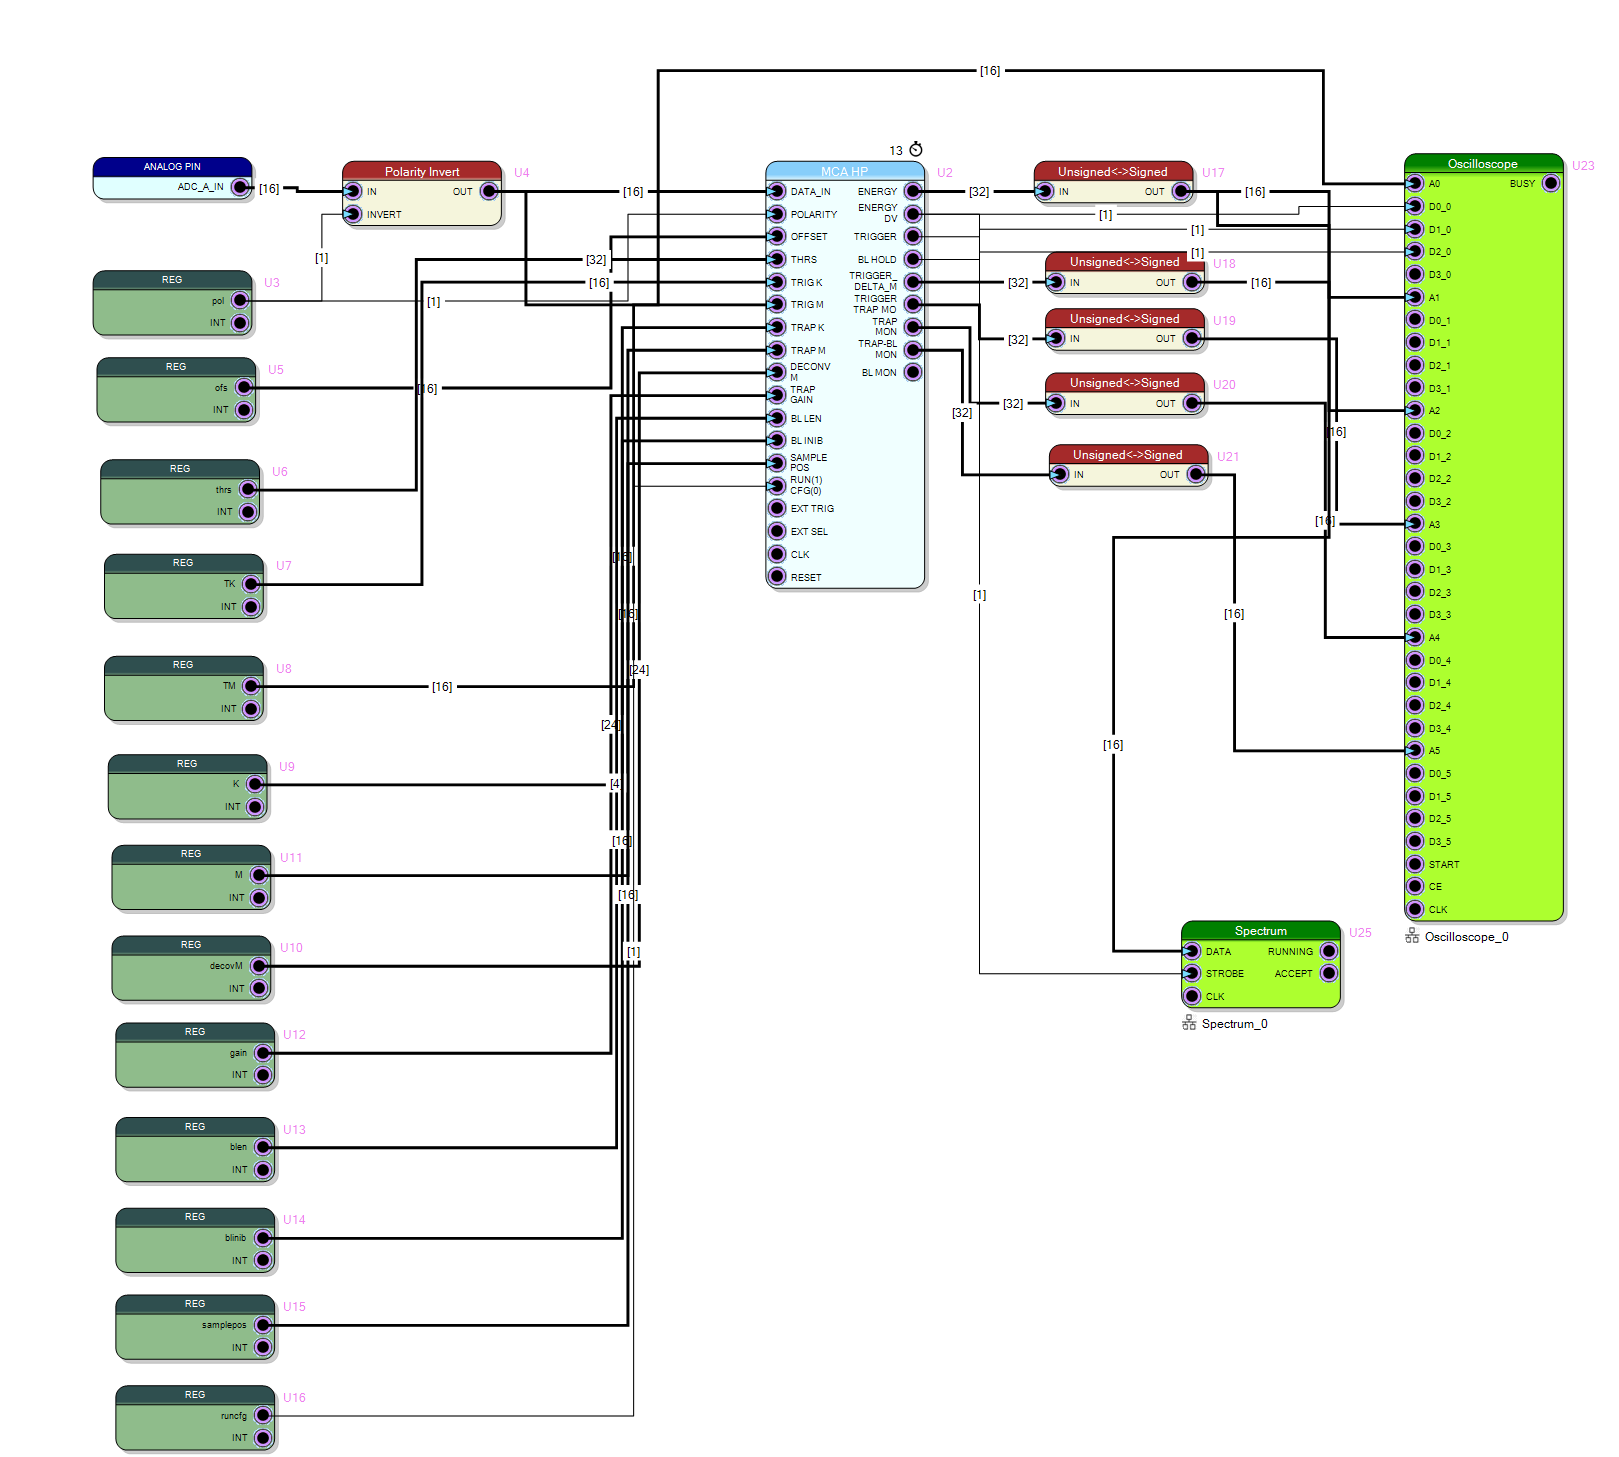 [16]
13
ANALOG PIN
ADC_A_IN
[16]
Polarity Invert
U4
IN
OUT
INVERT
[1]
[16]
REG
U3
pol
INT
[1]
REG
U5
ofs
INT
[16]
REG
U6
thrs
INT
[32]
REG
U7
TK
INT
[16]
REG
U8
TM
INT
[16]
REG
U9
K
INT
REG
U11
M
INT
REG
U10
decovM
INT
REG
U12
gain
INT
REG
U13
blen
INT
REG
U14
blinib
INT
REG
U15
samplepos
INT
REG
U16
runcfg
INT
[16]
[16]
[24]
[24]
[4]
[16]
[16]
[1]
MCA HP
U2
DATA_IN
POLARITY
OFFSET
THRS
TRIG K
TRIG M
TRAP K
TRAP M
DECONV
M
TRAP
GAIN
BL LEN
BL INIB
SAMPLE
POS
RUN(1)
CFG(0)
EXT TRIG
EXT SEL
CLK
RESET
ENERGY
ENERGY
DV
TRIGGER
BL HOLD
TRIGGER_
DELTA_M
TRIGGER
TRAP MO
TRAP
MON
TRAP-BL
MON
BL MON
[32]
[1]
[1]
[1]
[32]
[32]
[32]
[32]
[1]
Unsigned<->Signed
U17
IN
OUT
[16]
Unsigned<->Signed
U18
IN
OUT
[16]
Unsigned<->Signed
U19
IN
OUT
[16]
Unsigned<->Signed
U20
IN
OUT
[16]
Unsigned<->Signed
U21
IN
OUT
[16]
[16]
Oscilloscope
U23
A0
BUSY
D0_0
D1_0
D2_0
D3_0
A1
D0_1
D1_1
D2_1
D3_1
A2
D0_2
D1_2
D2_2
D3_2
A3
D0_3
D1_3
D2_3
D3_3
A4
D0_4
D1_4
D2_4
D3_4
A5
D0_5
D1_5
D2_5
D3_5
START
CE
CLK
Oscilloscope_0
Spectrum
U25
DATA
RUNNING
STROBE
ACCEPT
CLK
Spectrum_0